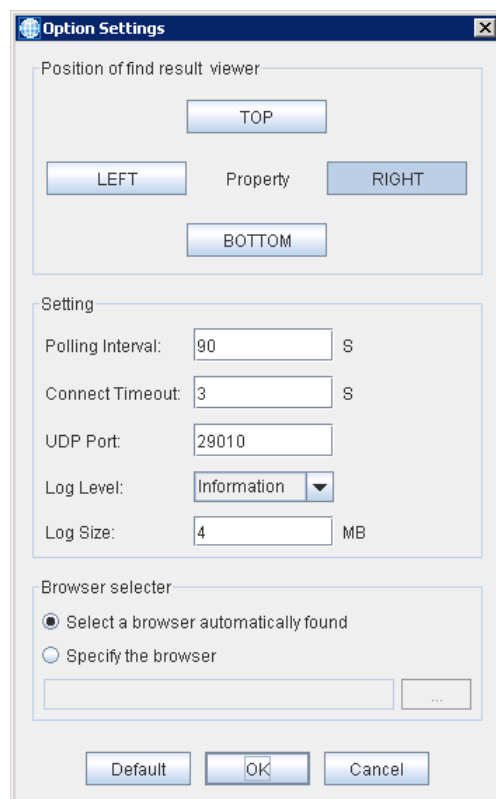 Option Settings
Position of find result viewer
TOP
LEFT Property RIGHT
BOTTOM
Setting
Polling Interval: 90 S
Connect Timeout: 3 S
UDP Port: 29010
Log Level: Information
Log Size: 4 MB
Browser selecter
Select a browser automatically found
Specify the browser
...
Default OK Cancel